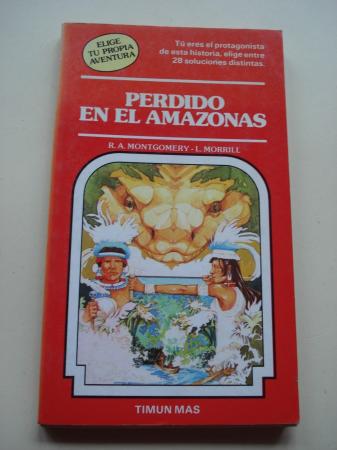 ELIGE
TU PROPIA
AVENTURA
Tú eres el protagonista
de esta historia, elige entre
28 soluciones distintas.
PERDIDO
EN EL AMAZONAS
R. A. MONTGOMERY - L. MORRILL
TIMUN MAS